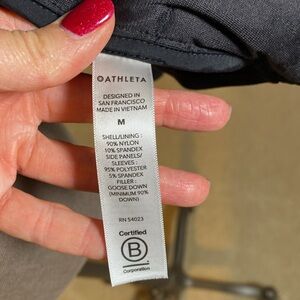 ATHLETA
DESIGNED IN
SAN FRANCISCO
MADE IN VIETNAM
M
SHELL/LINING :
90% NYLON
10% SPANDEX
SIDE PANELS/
SLEEVES :
95% POLYESTER
5% SPANDEX
FILLER :
GOOSE DOWN
(MINIMUM 90%
DOWN)
RN 54023
Certified
B
Corporation